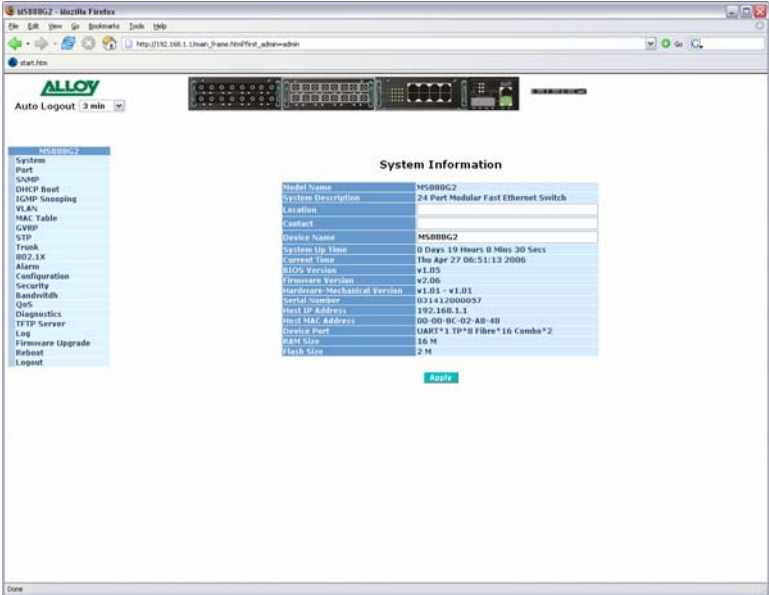 MS888G2 - Mozilla Firefox
File Edit View Go Bookmarks Tools Help
http://192.168.1.1/main_frame.html?first_admin=admin
Go
start.htm
ALLOY
Auto Logout 3 min
MS888G2
System
Port
SNMP
DHCP Boot
IGMP Snooping
VLAN
MAC Table
GVRP
STP
Trunk
802.1X
Alarm
Configuration
Security
Bandwitdh
QoS
Diagnostics
TFTP Server
Log
Firmware Upgrade
Reboot
Logout
System Information
Model Name MS888G2
System Description 24 Port Modular Fast Ethernet Switch
Location
Contact
Device Name MS888G2
System Up Time 0 Days 19 Hours 8 Mins 30 Secs
Current Time Thu Apr 27 06:51:13 2006
BIOS Version v1.05
Firmware Version v2.06
Hardware-Mechanical Version v1.01 - v1.01
Serial Number 031412000057
Host IP Address 192.168.1.1
Host MAC Address 00-00-8C-02-A8-48
Device Port UART*1 TP*8 Fibre*16 Combo*2
RAM Size 16 M
Flash Size 2 M
Apply
Done